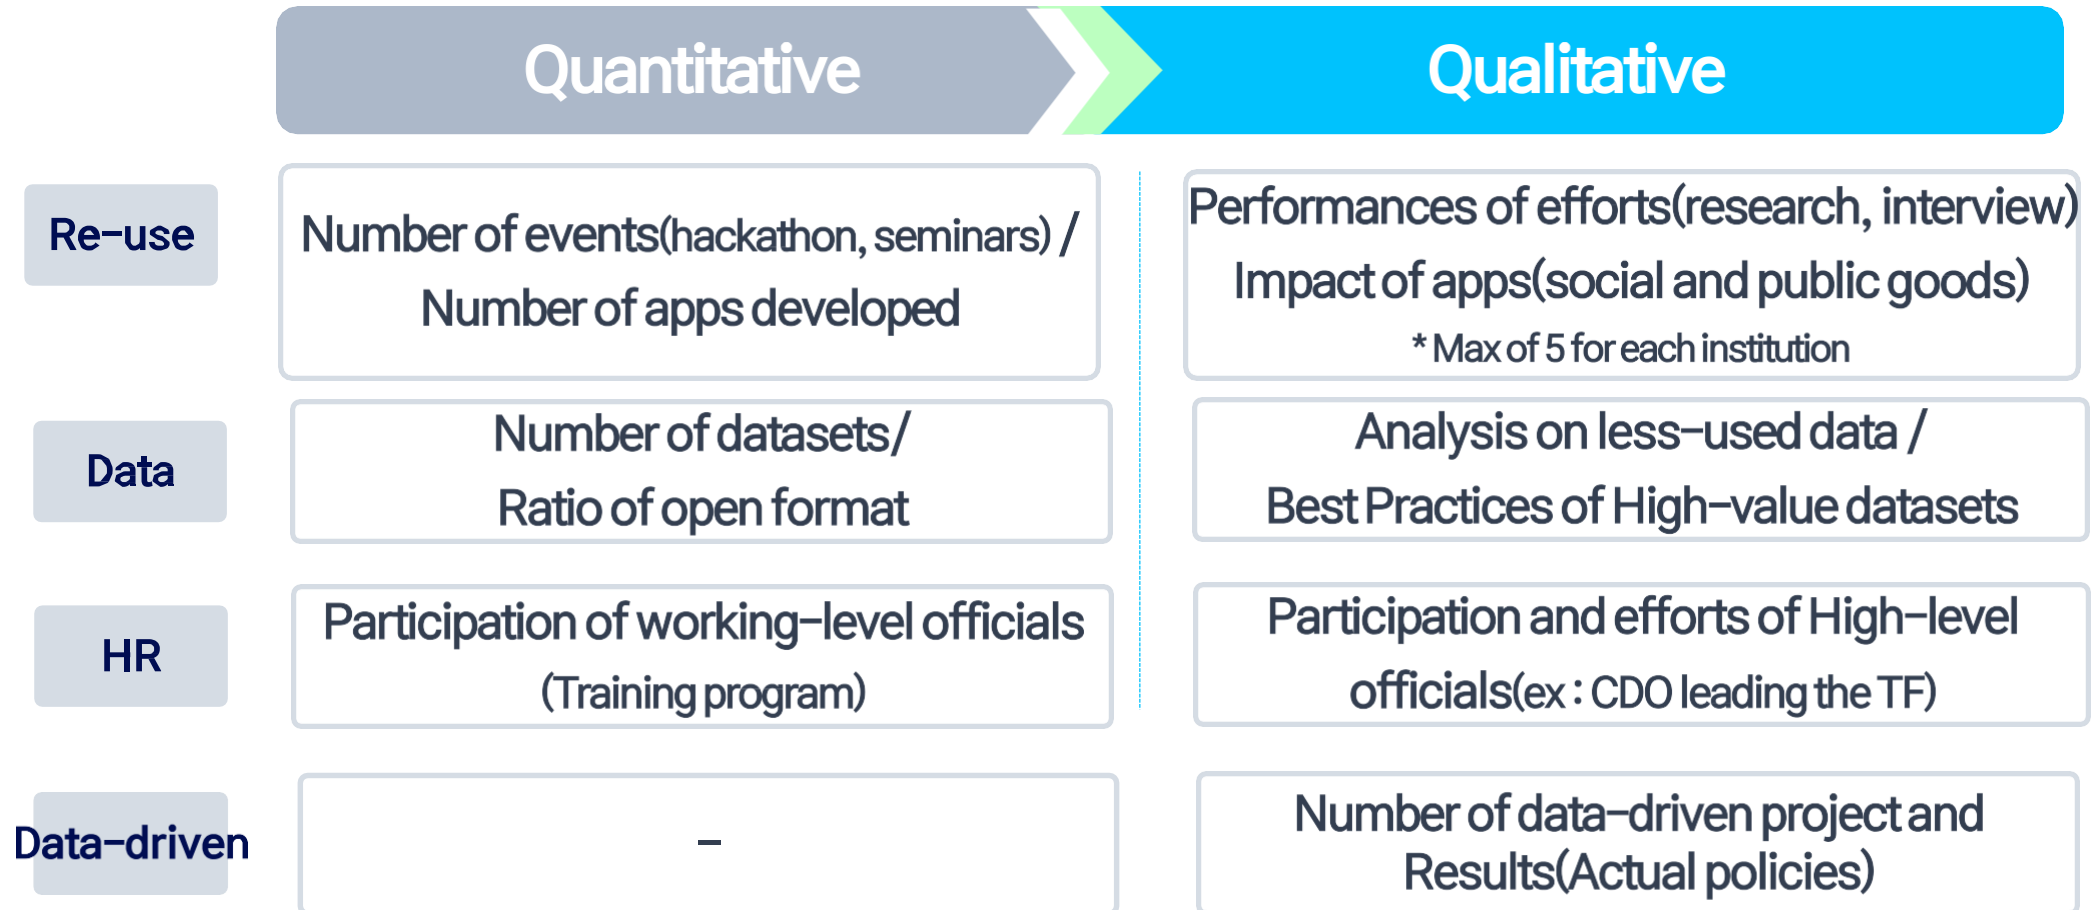 Quantitative
Qualitative
Re-use
Number of events(hackathon, seminars) /
Number of apps developed
Performances of efforts(research, interview)
Impact of apps(social and public goods)
* Max of 5 for each institution
Data
Number of datasets/
Ratio of open format
Analysis on less-used data /
Best Practices of High-value datasets
HR
Participation of working-level officials
(Training program)
Participation and efforts of High-level
officials(ex : CDO leading the TF)
Data-driven
-
Number of data-driven project and
Results(Actual policies)